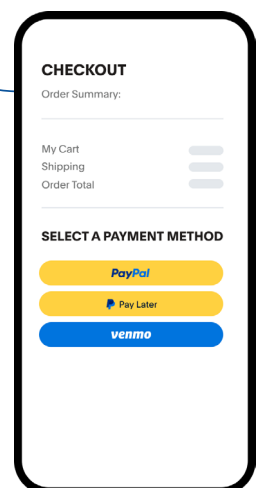 CHECKOUT
Order Summary:
My Cart
Shipping
Order Total
SELECT A PAYMENT METHOD
PayPal
Pay Later
venmo